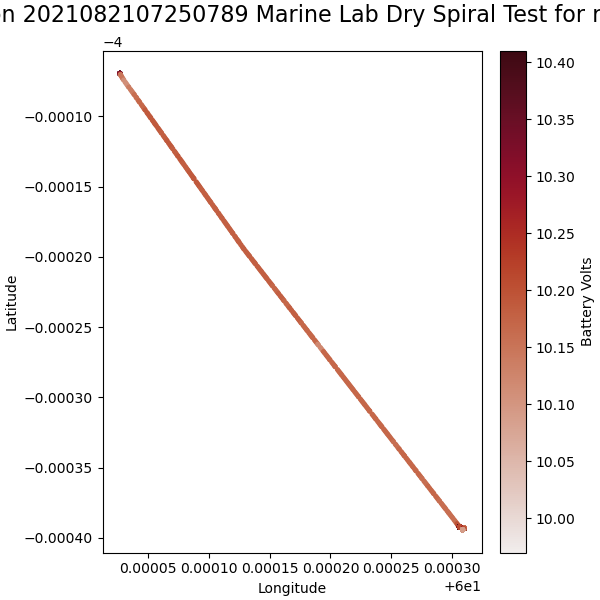 n 2021082107250789 Marine Lab Dry Spiral Test for r
−4
−0.00010
−0.00015
−0.00020
−0.00025
−0.00030
−0.00035
−0.00040
Latitude
0.00005 0.00010 0.00015 0.00020 0.00025 0.00030
Longitude
+6e1
10.40
10.35
10.30
10.25
10.20
10.15
10.10
10.05
10.00
Battery Volts